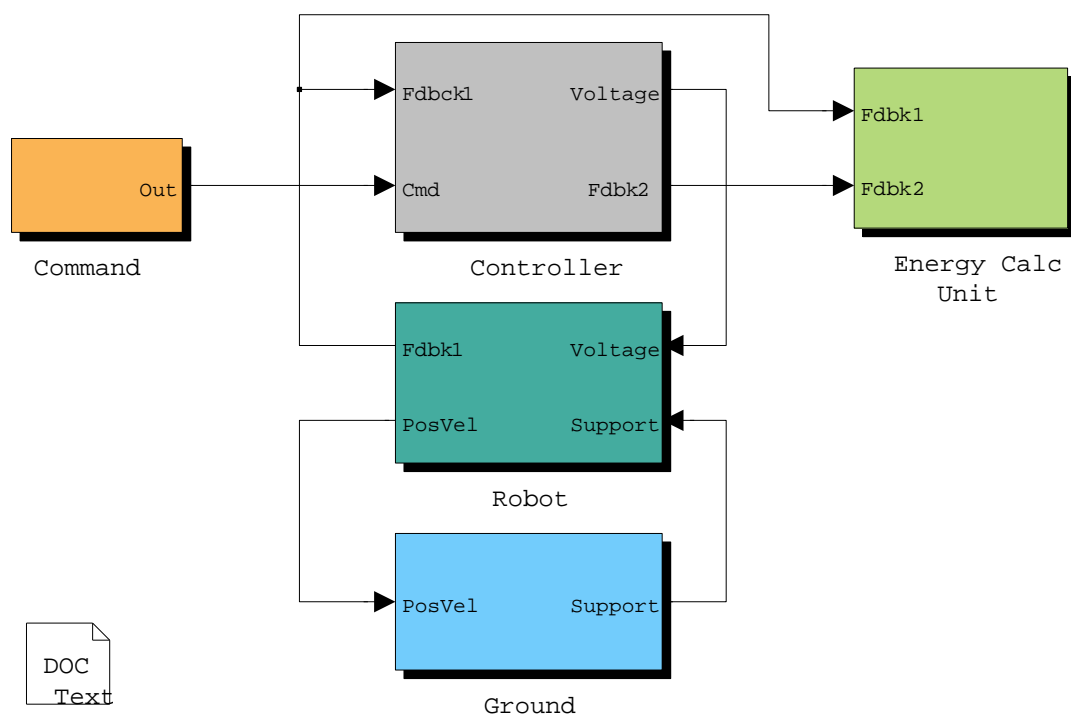 Fdbck1
Voltage
Fdbk1
Out
Cmd
Fdbk2
Fdbk2
Command
Controller
Energy Calc
Unit
Fdbk1
Voltage
PosVel
Support
Robot
PosVel
Support
DOC
Text
Ground